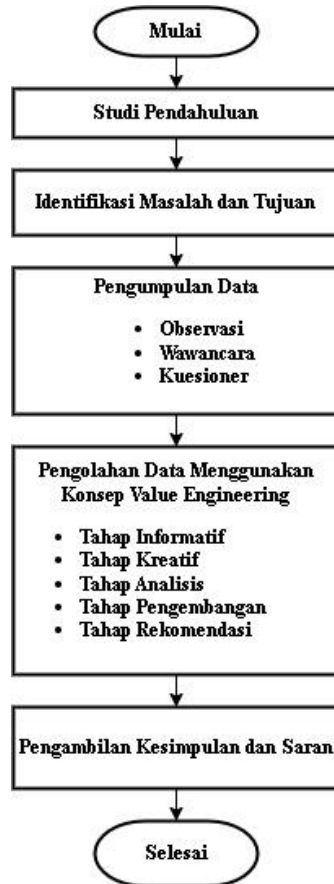 Mulai
Studi Pendahuluan
Identifikasi Masalah dan Tujuan
Pengumpulan Data
• Observasi
• Wawancara
• Kuesioner
Pengolahan Data Menggunakan
Konsep Value Engineering
• Tahap Informatif
• Tahap Kreatif
• Tahap Analisis
• Tahap Pengembangan
• Tahap Rekomendasi
Pengambilan Kesimpulan dan Saran
Selesai